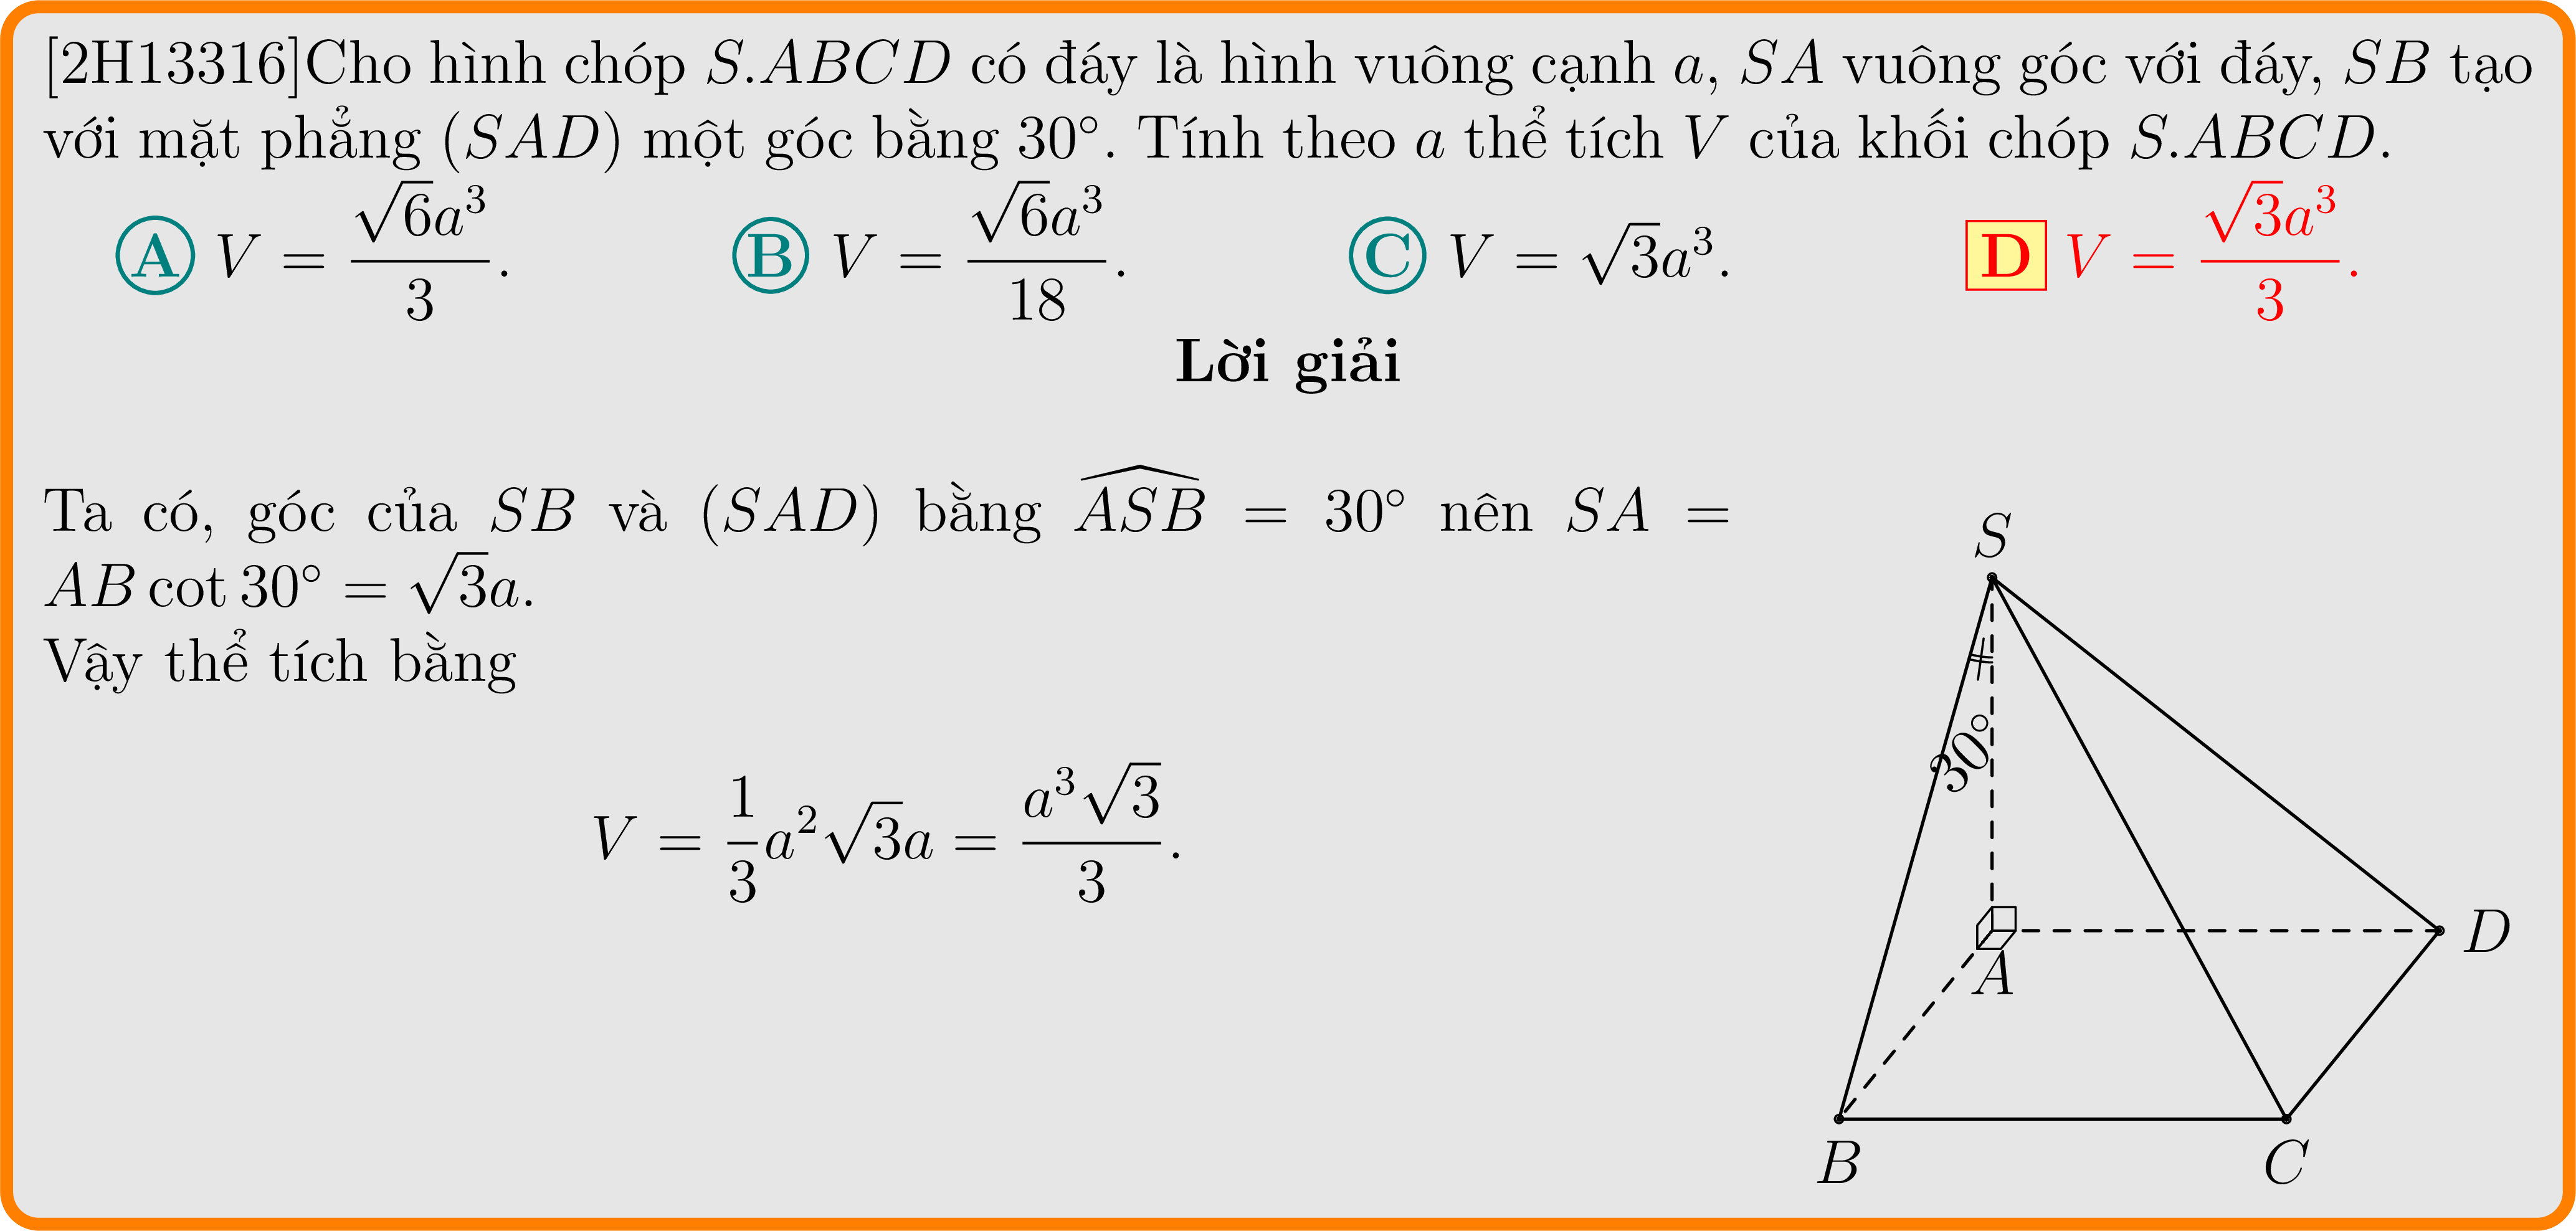 [2H13316]Cho hình chóp S.ABCD có đáy là hình vuông cạnh a, SA vuông góc với đáy, SB tạo
với mặt phẳng (SAD) một góc bằng 30°. Tính theo a thể tích V của khối chóp S.ABCD.
A V = \frac{\sqrt{6}a^3}{3}. B V = \frac{\sqrt{6}a^3}{18}. C V = \sqrt{3}a^3. D V = \frac{\sqrt{3}a^3}{3}.
Lời giải
Ta có, góc của SB và (SAD) bằng \widehat{ASB} = 30° nên SA =
AB cot 30° = \sqrt{3}a.
Vậy thể tích bằng
V = \frac{1}{3}a^2\sqrt{3}a = \frac{a^3\sqrt{3}}{3}.
S
30°
A
D
B
C